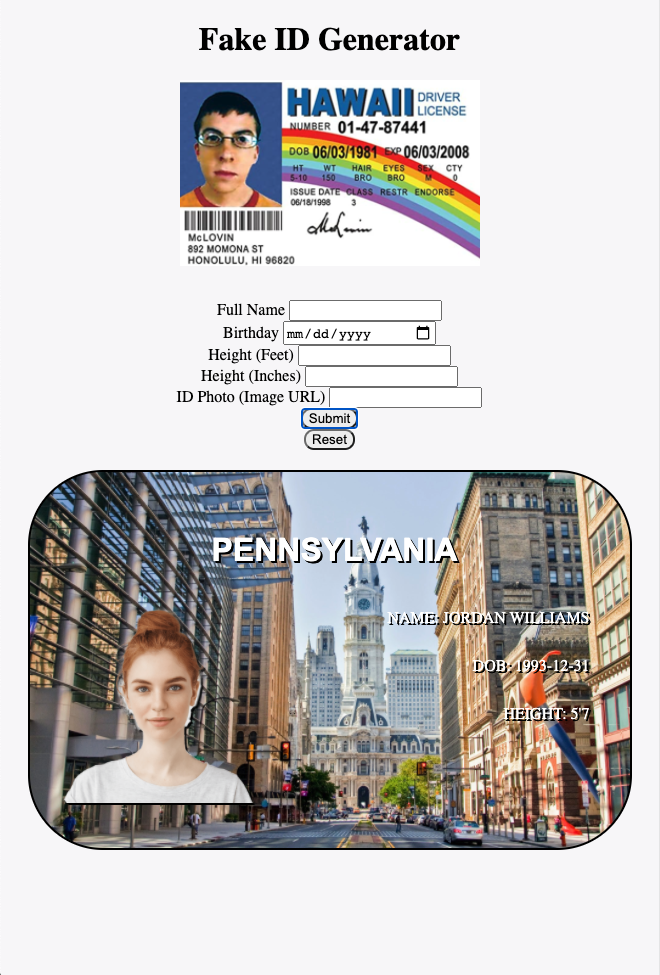 Fake ID Generator
HAWAII DRIVER LICENSE
NUMBER 01-47-87441
DOB 06/03/1981 EXP 06/03/2008
HT WT HAIR EYES SEX CTY
5-10 150 BRO BRO M 0
ISSUE DATE CLASS RESTR ENDORSE
06/18/1998 3
McLovin
McLOVIN
892 MOMONA ST
HONOLULU, HI 96820
Full Name
Birthday mm/dd/yyyy
Height (Feet)
Height (Inches)
ID Photo (Image URL)
Submit
Reset
PENNSYLVANIA
NAME: JORDAN WILLIAMS
DOB: 1993-12-31
HEIGHT: 5'7